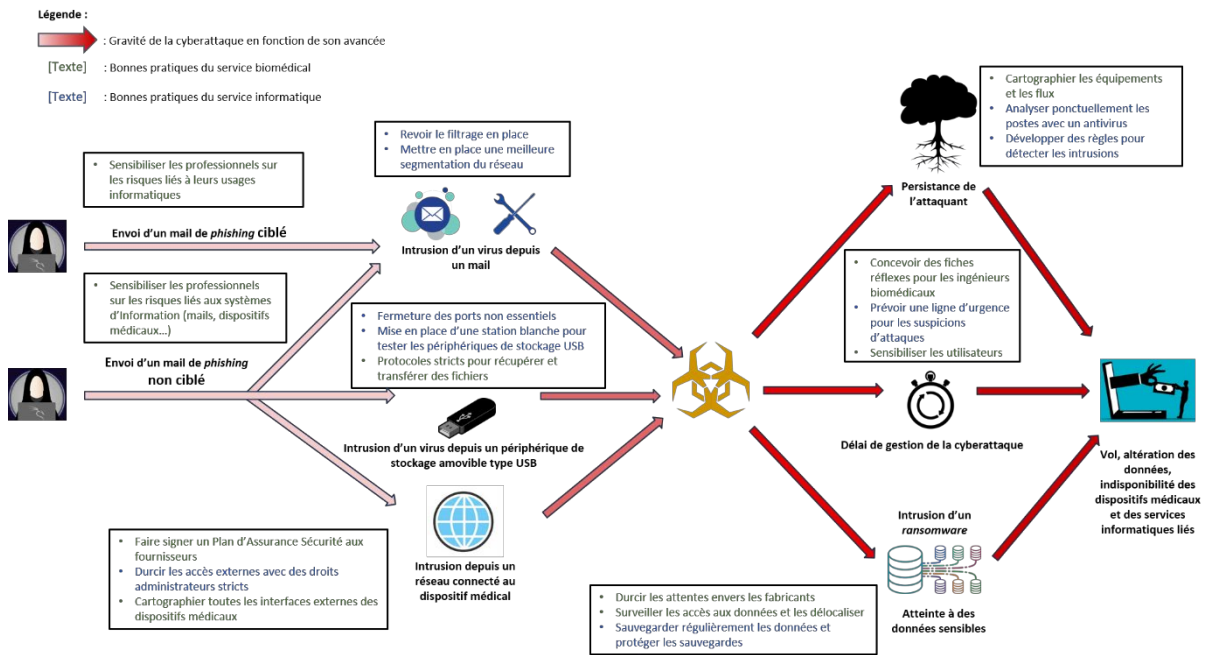 Légende :
: Gravité de la cyberattaque en fonction de son avancée
[Texte] : Bonnes pratiques du service biomédical
[Texte] : Bonnes pratiques du service informatique
• Sensibiliser les professionnels sur
les risques liés à leurs usages
informatiques
Envoi d'un mail de phishing ciblé
• Sensibiliser les professionnels
sur les risques liés aux systèmes
d'Information (mails, dispositifs
médicaux...)
Envoi d'un mail de phishing
non ciblé
• Revoir le filtrage en place
• Mettre en place une meilleure
segmentation du réseau
Intrusion d'un virus depuis
un mail
• Fermeture des ports non essentiels
• Mise en place d'une station blanche pour
tester les périphériques de stockage USB
• Protocoles stricts pour récupérer et
transférer des fichiers
Intrusion d'un virus depuis un périphérique de
stockage amovible type USB
• Faire signer un Plan d'Assurance Sécurité aux
fournisseurs
• Durcir les accès externes avec des droits
administrateurs stricts
• Cartographier toutes les interfaces externes des
dispositifs médicaux
Intrusion depuis un
réseau connecté au
dispositif médical
• Cartographier les équipements
et les flux
• Analyser ponctuellement les
postes avec un antivirus
• Développer des règles pour
détecter les intrusions
Persistance de
l'attaquant
• Concevoir des fiches
réflexes pour les ingénieurs
biomédicaux
• Prévoir une ligne d'urgence
pour les suspicions
d'attaques
• Sensibiliser les utilisateurs
Délai de gestion de la cyberattaque
• Durcir les attentes envers les fabricants
• Surveiller les accès aux données et les délocaliser
• Sauvegarder régulièrement les données et
protéger les sauvegardes
Intrusion d'un
ransomware
Atteinte à des
données sensibles
Vol, altération des
données,
indisponibilité des
dispositifs médicaux
et des services
informatiques liés